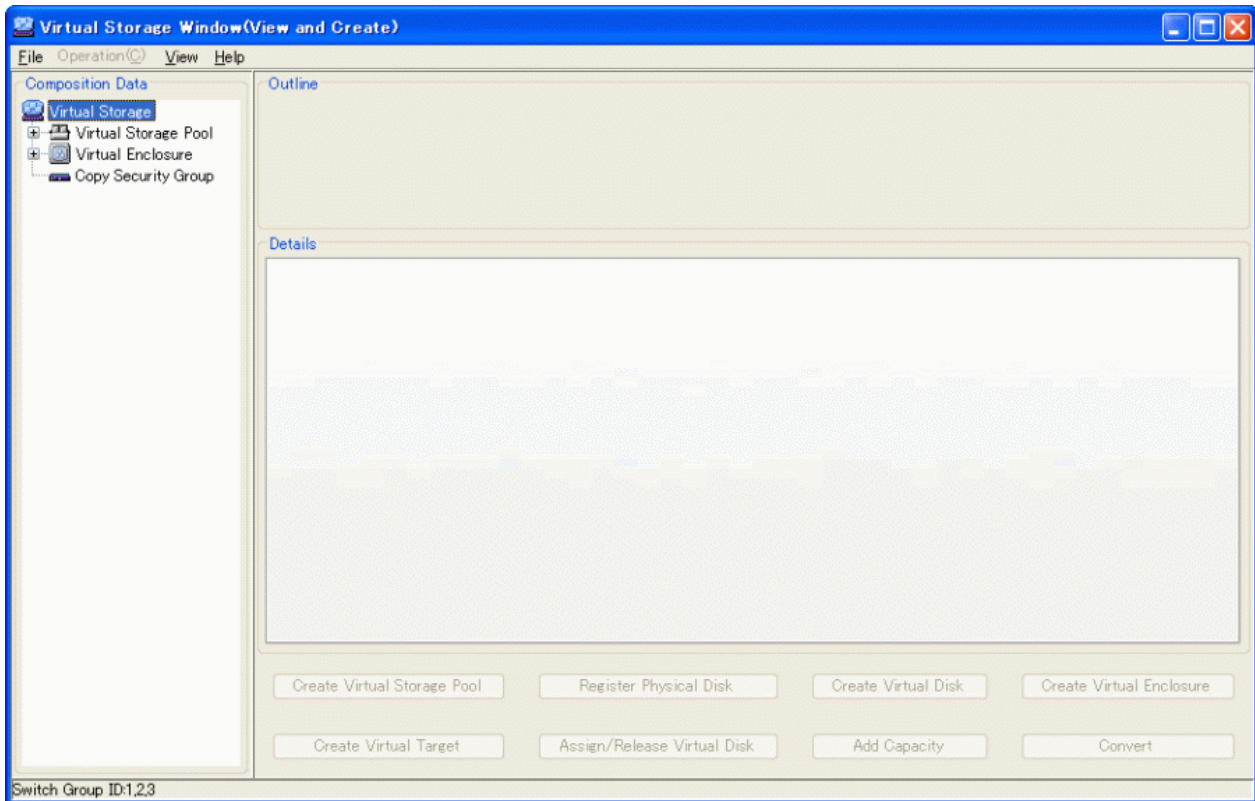 Virtual Storage Window(View and Create)
File Operation(C) View Help
Composition Data
Virtual Storage
Virtual Storage Pool
Virtual Enclosure
Copy Security Group
Outline
Details
Create Virtual Storage Pool Register Physical Disk Create Virtual Disk Create Virtual Enclosure
Create Virtual Target Assign/Release Virtual Disk Add Capacity Convert
Switch Group ID:1,2,3